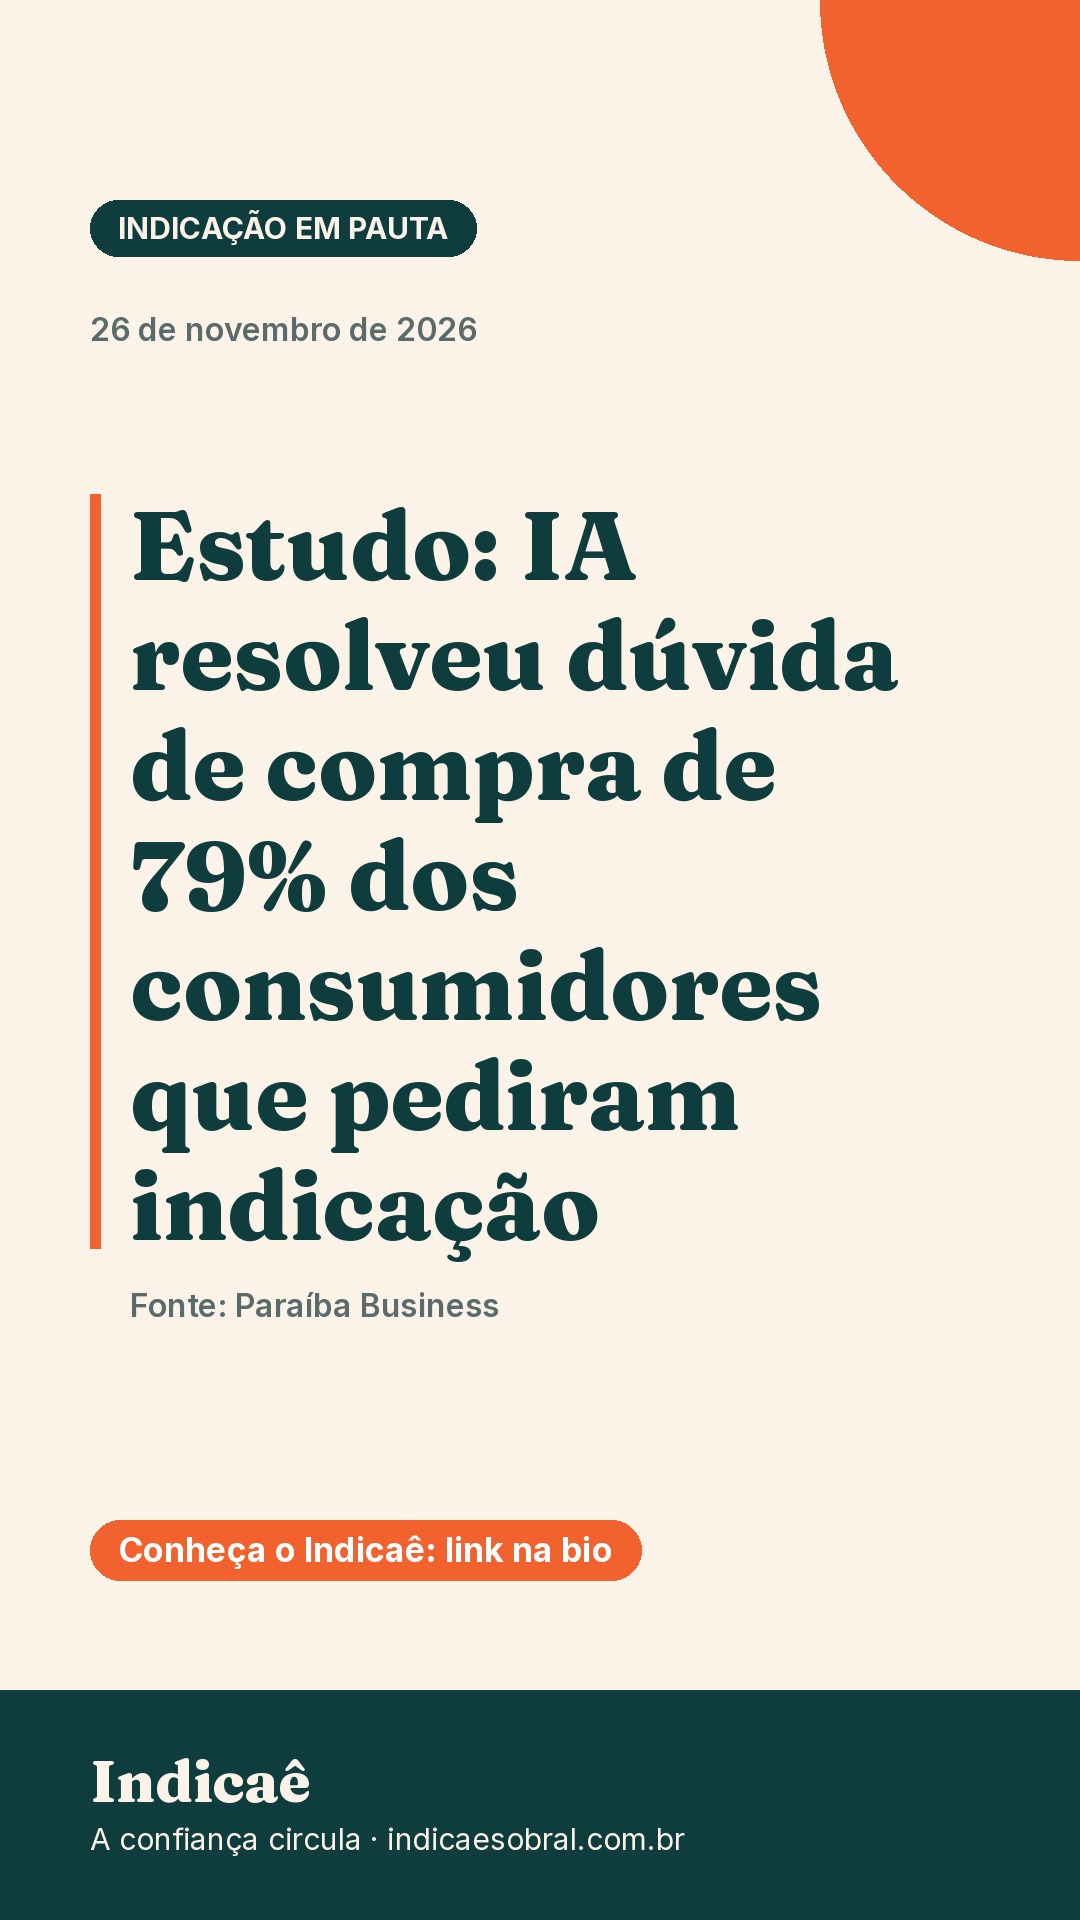 INDICAÇÃO EM PAUTA
26 de novembro de 2026
Estudo: IA
resolveu dúvida
de compra de
79% dos
consumidores
que pediram
indicação
Fonte: Paraíba Business
Conheça o Indicaê: link na bio
Indicaê
A confiança circula · indicaesobral.com.br